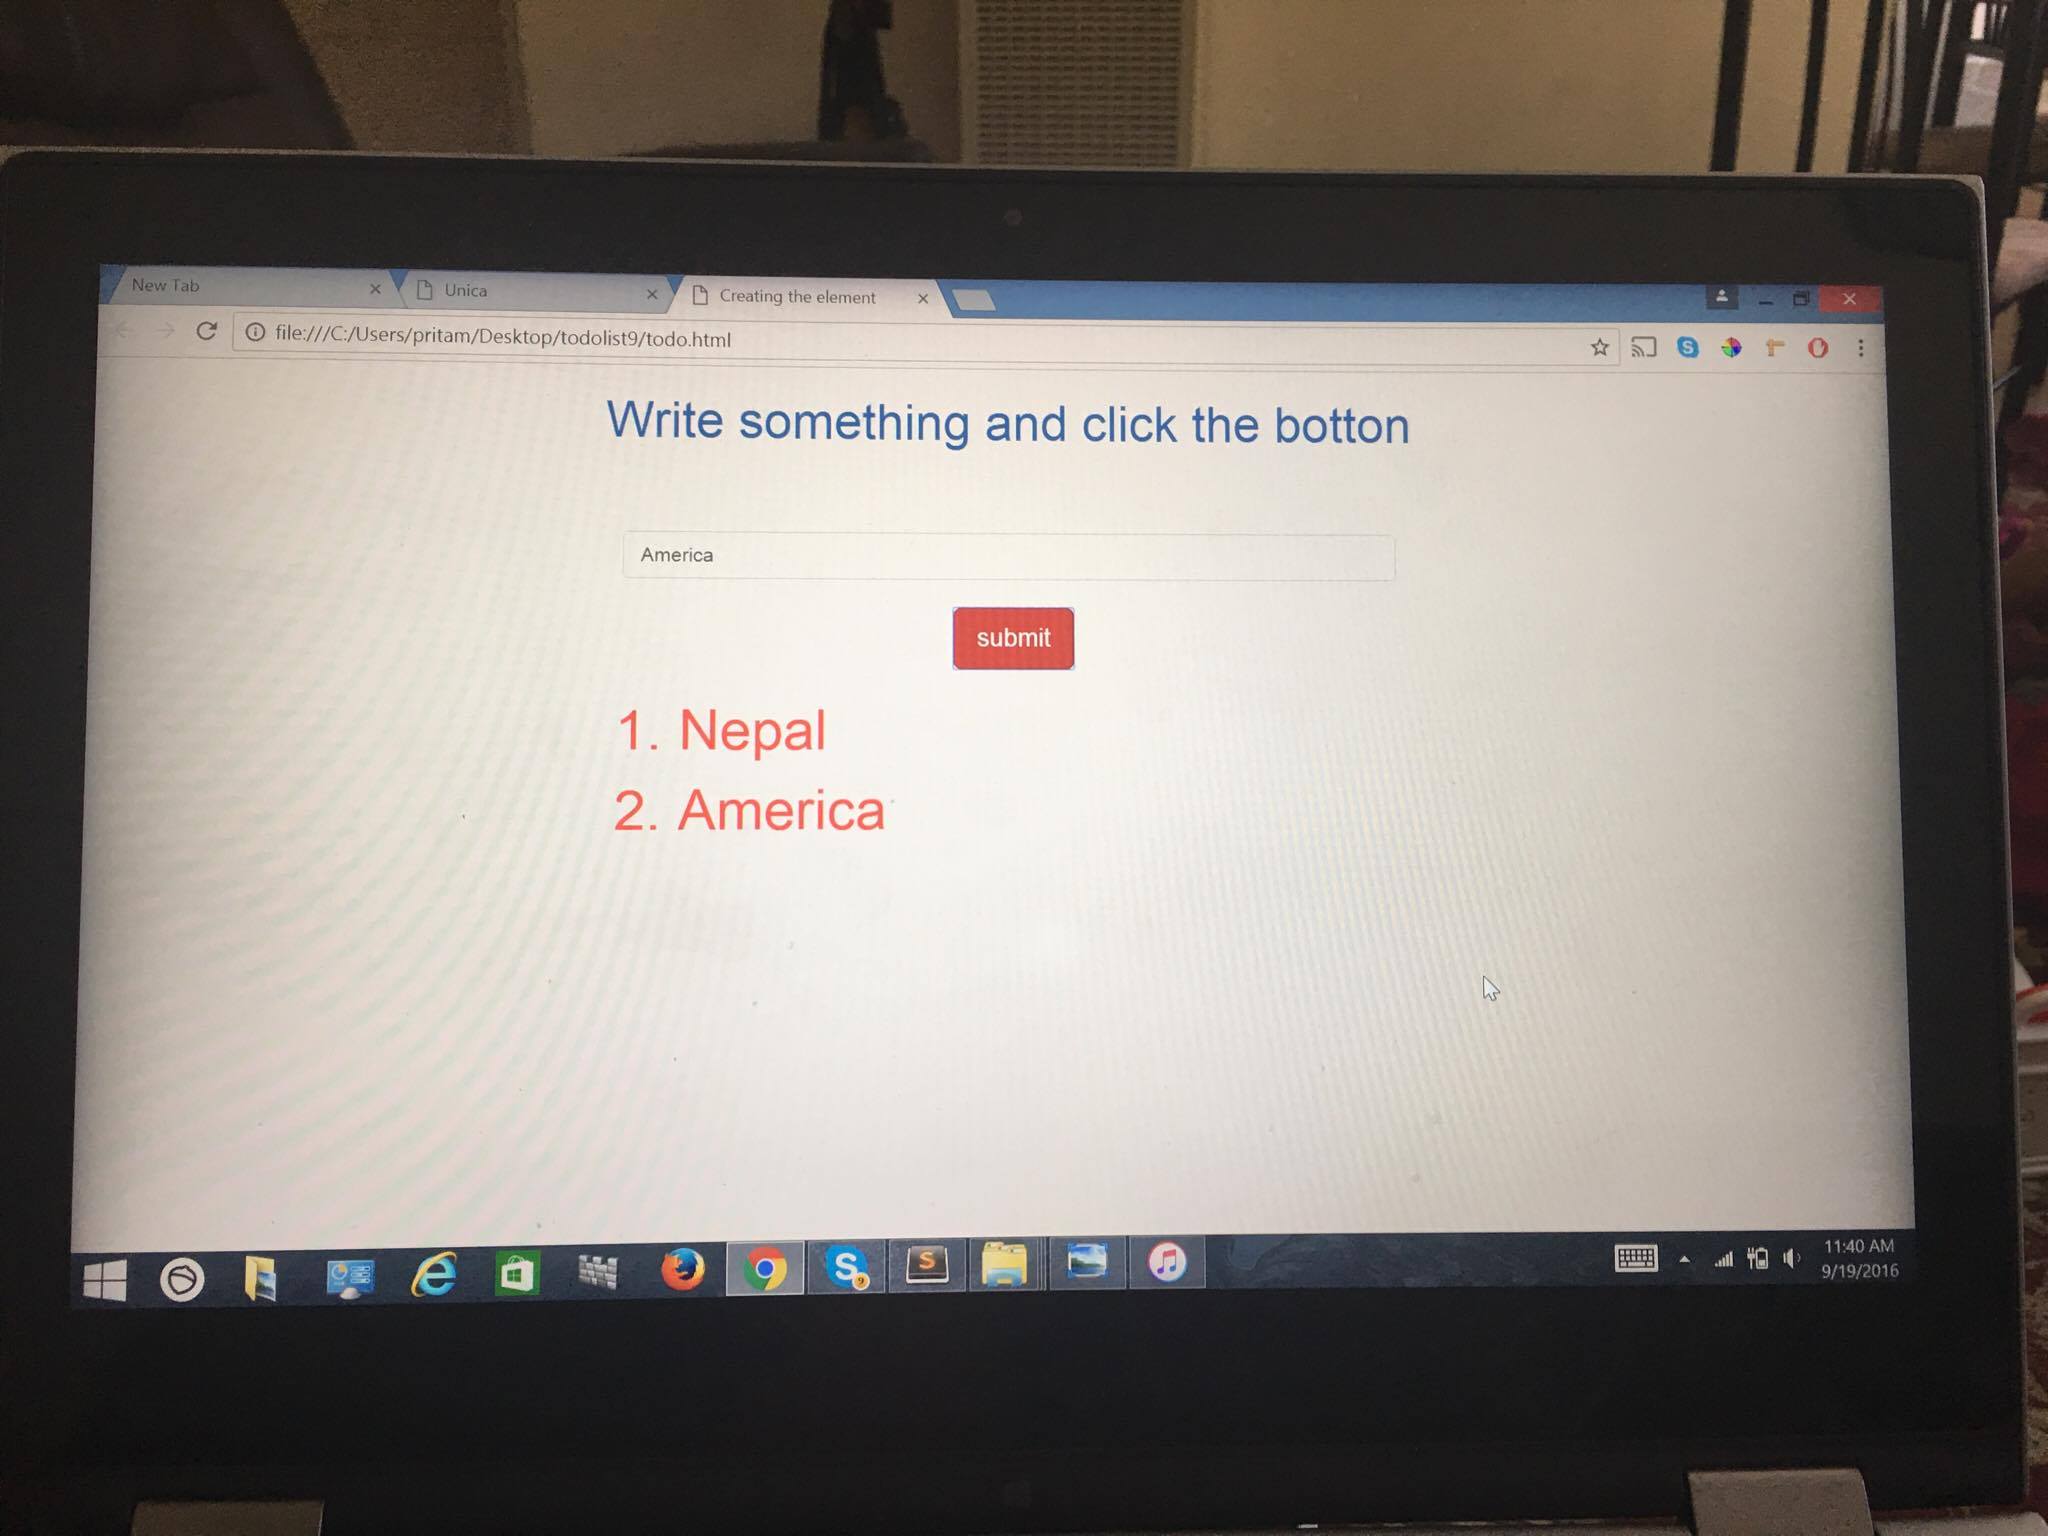 New Tab
Unica
Creating the element
file:///C:/Users/pritam/Desktop/todolist9/todo.html
Write something and click the botton
America
submit
1. Nepal
2. America
11:40 AM
9/19/2016